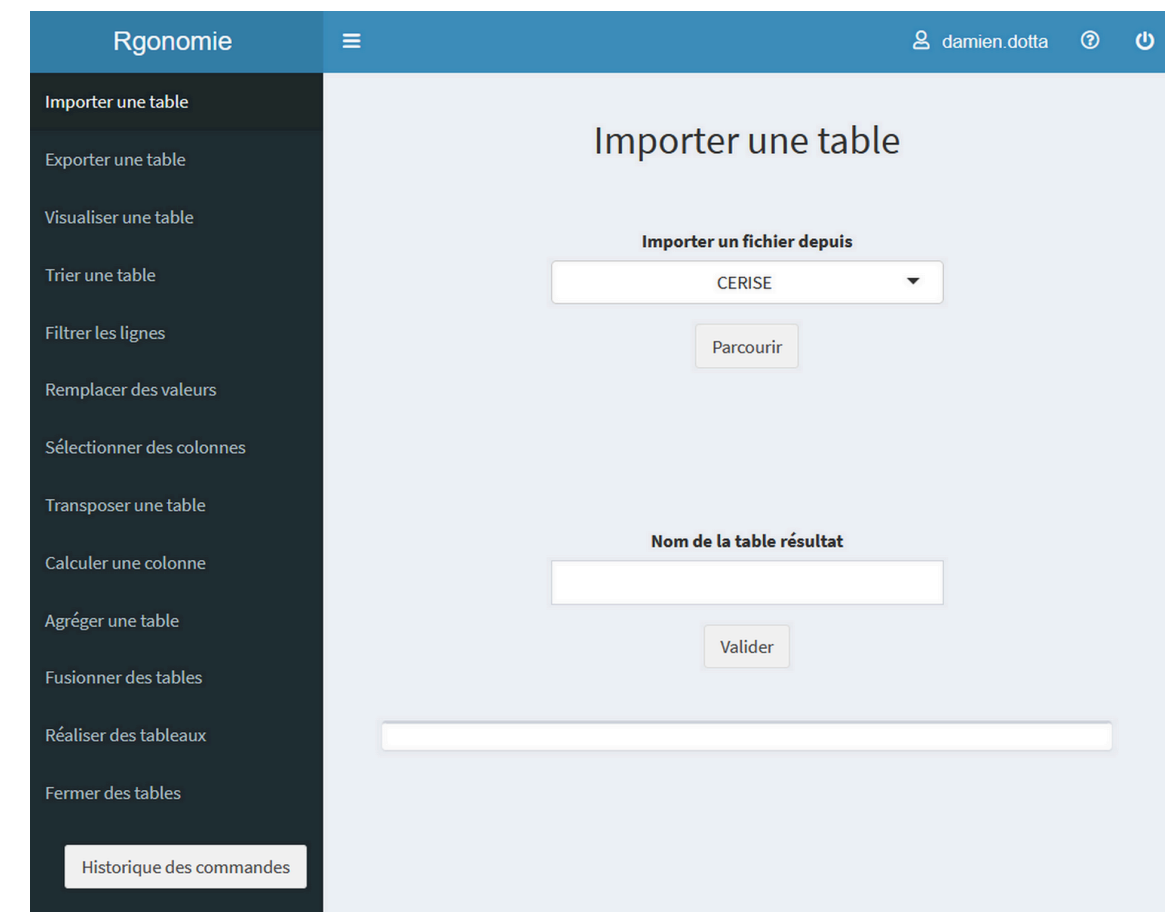 Rgonomie
damien.dotta
Importer une table
Exporter une table
Visualiser une table
Trier une table
Filtrer les lignes
Remplacer des valeurs
Sélectionner des colonnes
Transposer une table
Calculer une colonne
Agréger une table
Fusionner des tables
Réaliser des tableaux
Fermer des tables
Historique des commandes
Importer une table
Importer un fichier depuis
CERISE
Parcourir
Nom de la table résultat
Valider